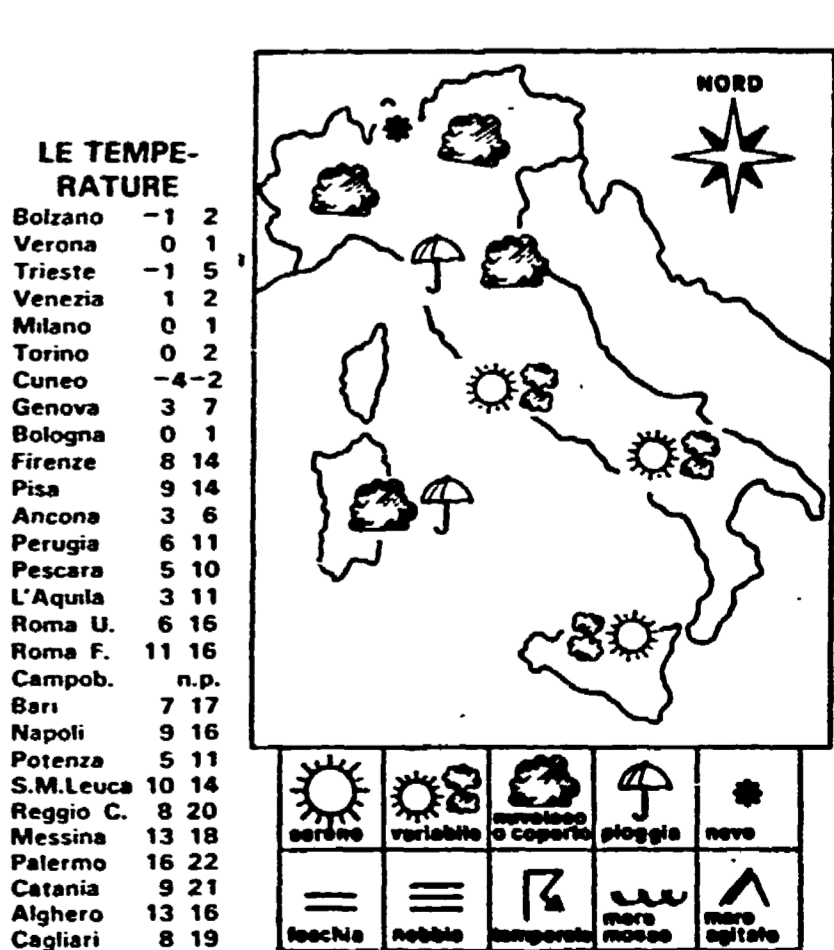 LE TEMPE-
RATURE
Bolzano -1 2
Verona 0 1
Trieste -1 5
Venezia 1 2
Milano 0 1
Torino 0 2
Cuneo -4 -2
Genova 3 7
Bologna 0 1
Firenze 8 14
Pisa 9 14
Ancona 3 6
Perugia 6 11
Pescara 5 10
L'Aquila 3 11
Roma U. 6 16
Roma F. 11 16
Campob. n.p.
Bari 7 17
Napoli 9 16
Potenza 5 11
S.M.Leuca 10 14
Reggio C. 8 20
Messina 13 18
Palermo 16 22
Catania 9 21
Alghero 13 16
Cagliari 8 19
NORD
sereno
variabile
nuvoloso
o coperto
pioggia
neve
foschia
nebbia
temporale
mare
mosso
mare
agitato